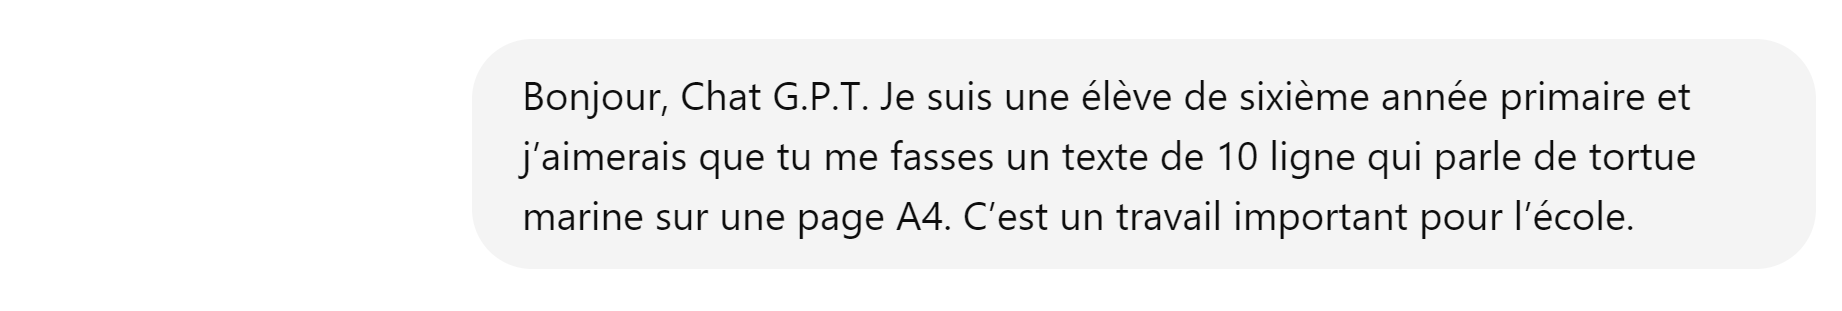 Bonjour, Chat G.P.T. Je suis une élève de sixième année primaire et
j’aimerais que tu me fasses un texte de 10 ligne qui parle de tortue
marine sur une page A4. C’est un travail important pour l’école.